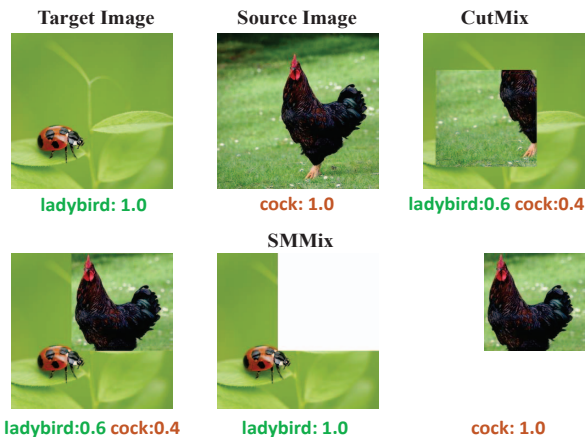 Target Image Source Image CutMix
ladybird: 1.0 cock: 1.0 ladybird:0.6 cock:0.4
SMMix
ladybird:0.6 cock:0.4 ladybird: 1.0 cock: 1.0